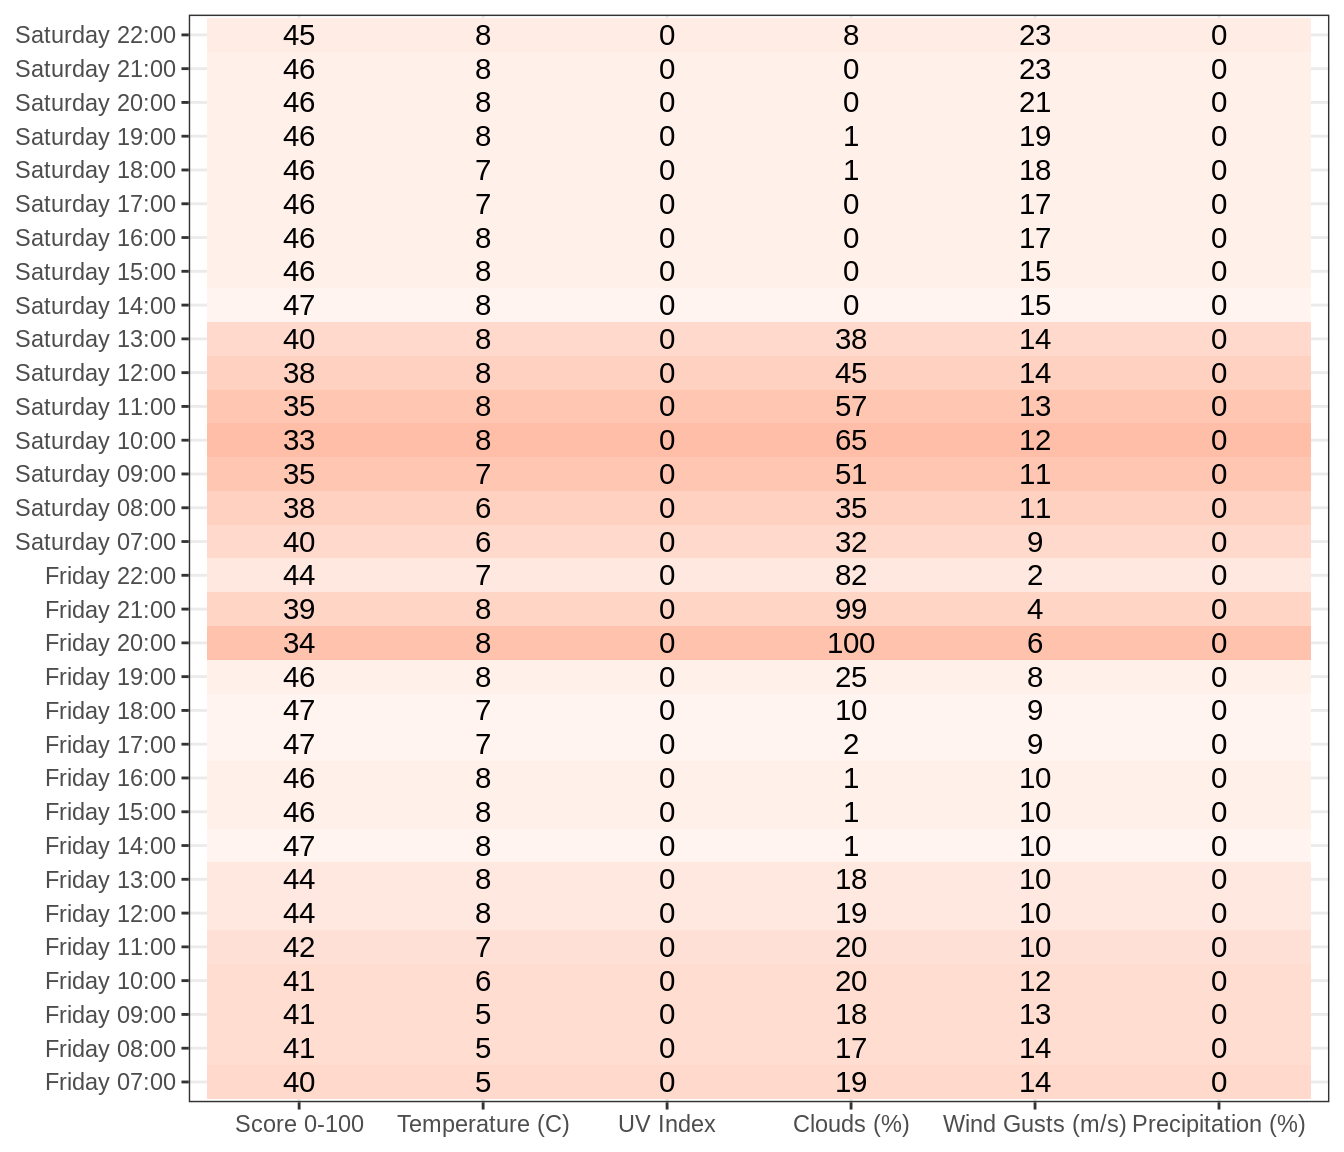 Saturday 22:00 45 8 0 8 23 0
Saturday 21:00 46 8 0 0 23 0
Saturday 20:00 46 8 0 0 21 0
Saturday 19:00 46 8 0 1 19 0
Saturday 18:00 46 7 0 1 18 0
Saturday 17:00 46 7 0 0 17 0
Saturday 16:00 46 8 0 0 17 0
Saturday 15:00 46 8 0 0 15 0
Saturday 14:00 47 8 0 0 15 0
Saturday 13:00 40 8 0 38 14 0
Saturday 12:00 38 8 0 45 14 0
Saturday 11:00 35 8 0 57 13 0
Saturday 10:00 33 8 0 65 12 0
Saturday 09:00 35 7 0 51 11 0
Saturday 08:00 38 6 0 35 11 0
Saturday 07:00 40 6 0 32 9 0
Friday 22:00 44 7 0 82 2 0
Friday 21:00 39 8 0 99 4 0
Friday 20:00 34 8 0 100 6 0
Friday 19:00 46 8 0 25 8 0
Friday 18:00 47 7 0 10 9 0
Friday 17:00 47 7 0 2 9 0
Friday 16:00 46 8 0 1 10 0
Friday 15:00 46 8 0 1 10 0
Friday 14:00 47 8 0 1 10 0
Friday 13:00 44 8 0 18 10 0
Friday 12:00 44 8 0 19 10 0
Friday 11:00 42 7 0 20 10 0
Friday 10:00 41 6 0 20 12 0
Friday 09:00 41 5 0 18 13 0
Friday 08:00 41 5 0 17 14 0
Friday 07:00 40 5 0 19 14 0
Score 0-100 Temperature (C) UV Index Clouds (%) Wind Gusts (m/s) Precipitation (%)